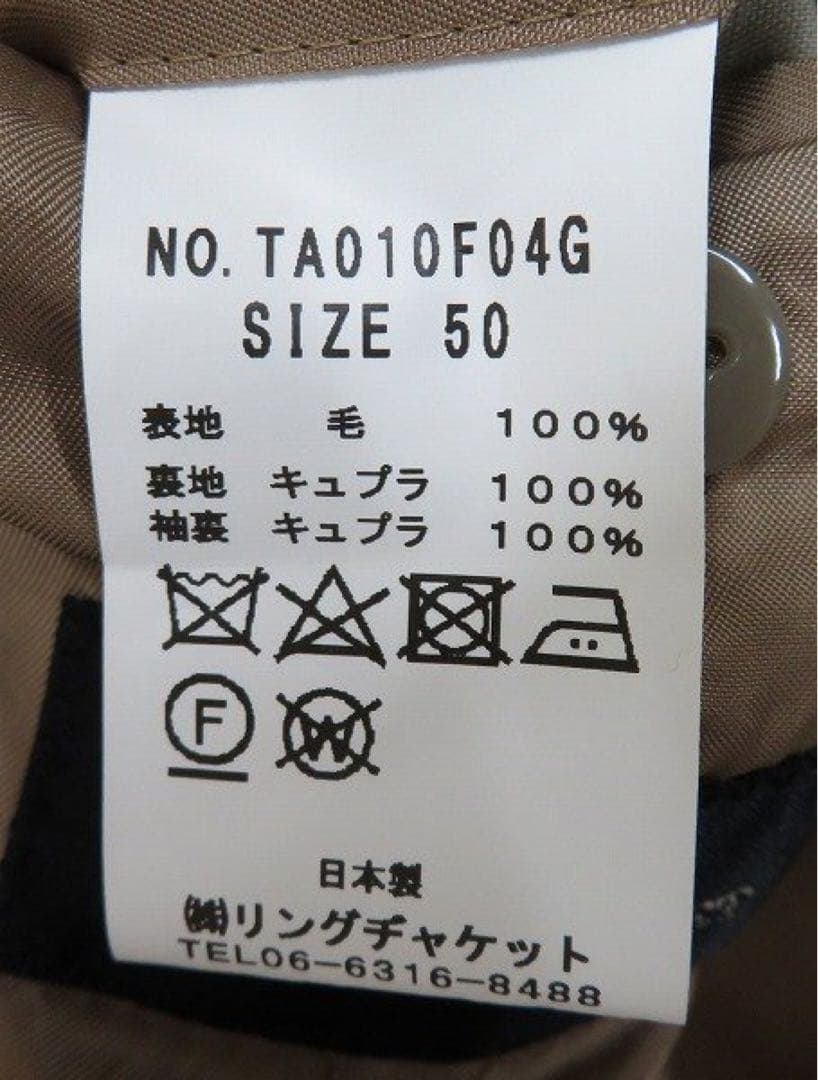 NO. TA010F04G
SIZE 50
表地 毛 100%
裏地 キュプラ 100%
袖裏 キュプラ 100%
F W
日本製
㈱リングヂャケット
TEL06-6316-8488